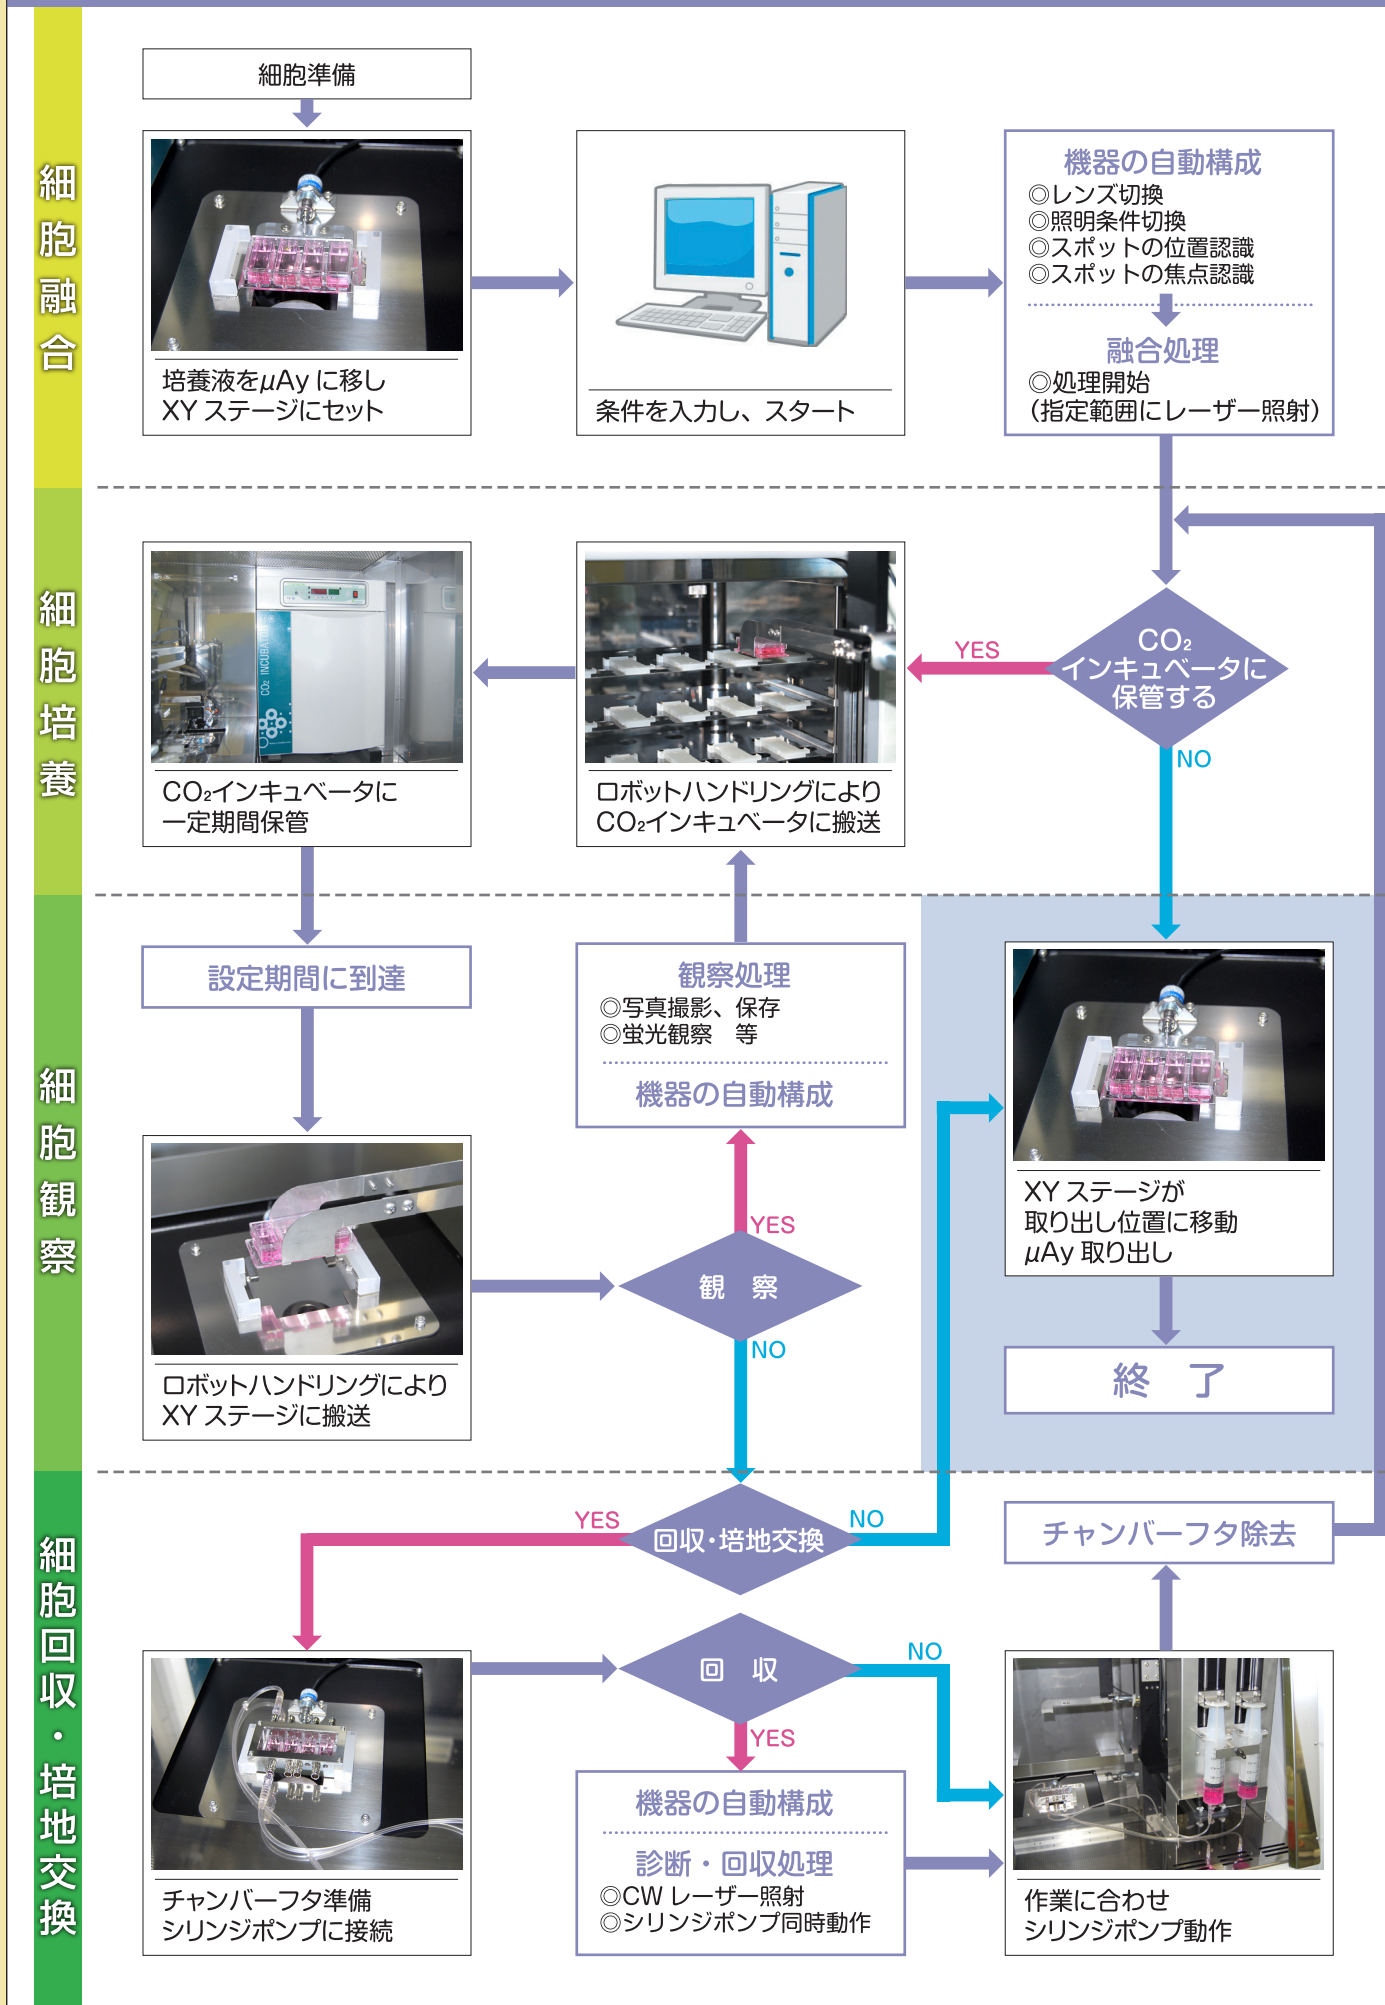 細胞融合
細胞準備
培養液をμAyに移し
XYステージにセット
条件を入力し、スタート
機器の自動構成
◎レンズ切換
◎照明条件切換
◎スポットの位置認識
◎スポットの焦点認識
融合処理
◎処理開始
(指定範囲にレーザー照射)
細胞培養
CO₂
インキュベータに
保管する
YES
NO
ロボットハンドリングにより
CO₂インキュベータに搬送
CO₂ INCUBAT
CO₂インキュベータに
一定期間保管
細胞観察
設定期間に到達
ロボットハンドリングにより
XYステージに搬送
観察処理
◎写真撮影、保存
◎蛍光観察　等
機器の自動構成
YES
観　察
NO
XYステージが
取り出し位置に移動
μAy取り出し
終　了
細胞回収・培地交換
YES
回収・培地交換
NO
チャンバーフタ除去
チャンバーフタ準備
シリンジポンプに接続
回　収
NO
YES
機器の自動構成
診断・回収処理
◎CWレーザー照射
◎シリンジポンプ同時動作
作業に合わせ
シリンジポンプ動作